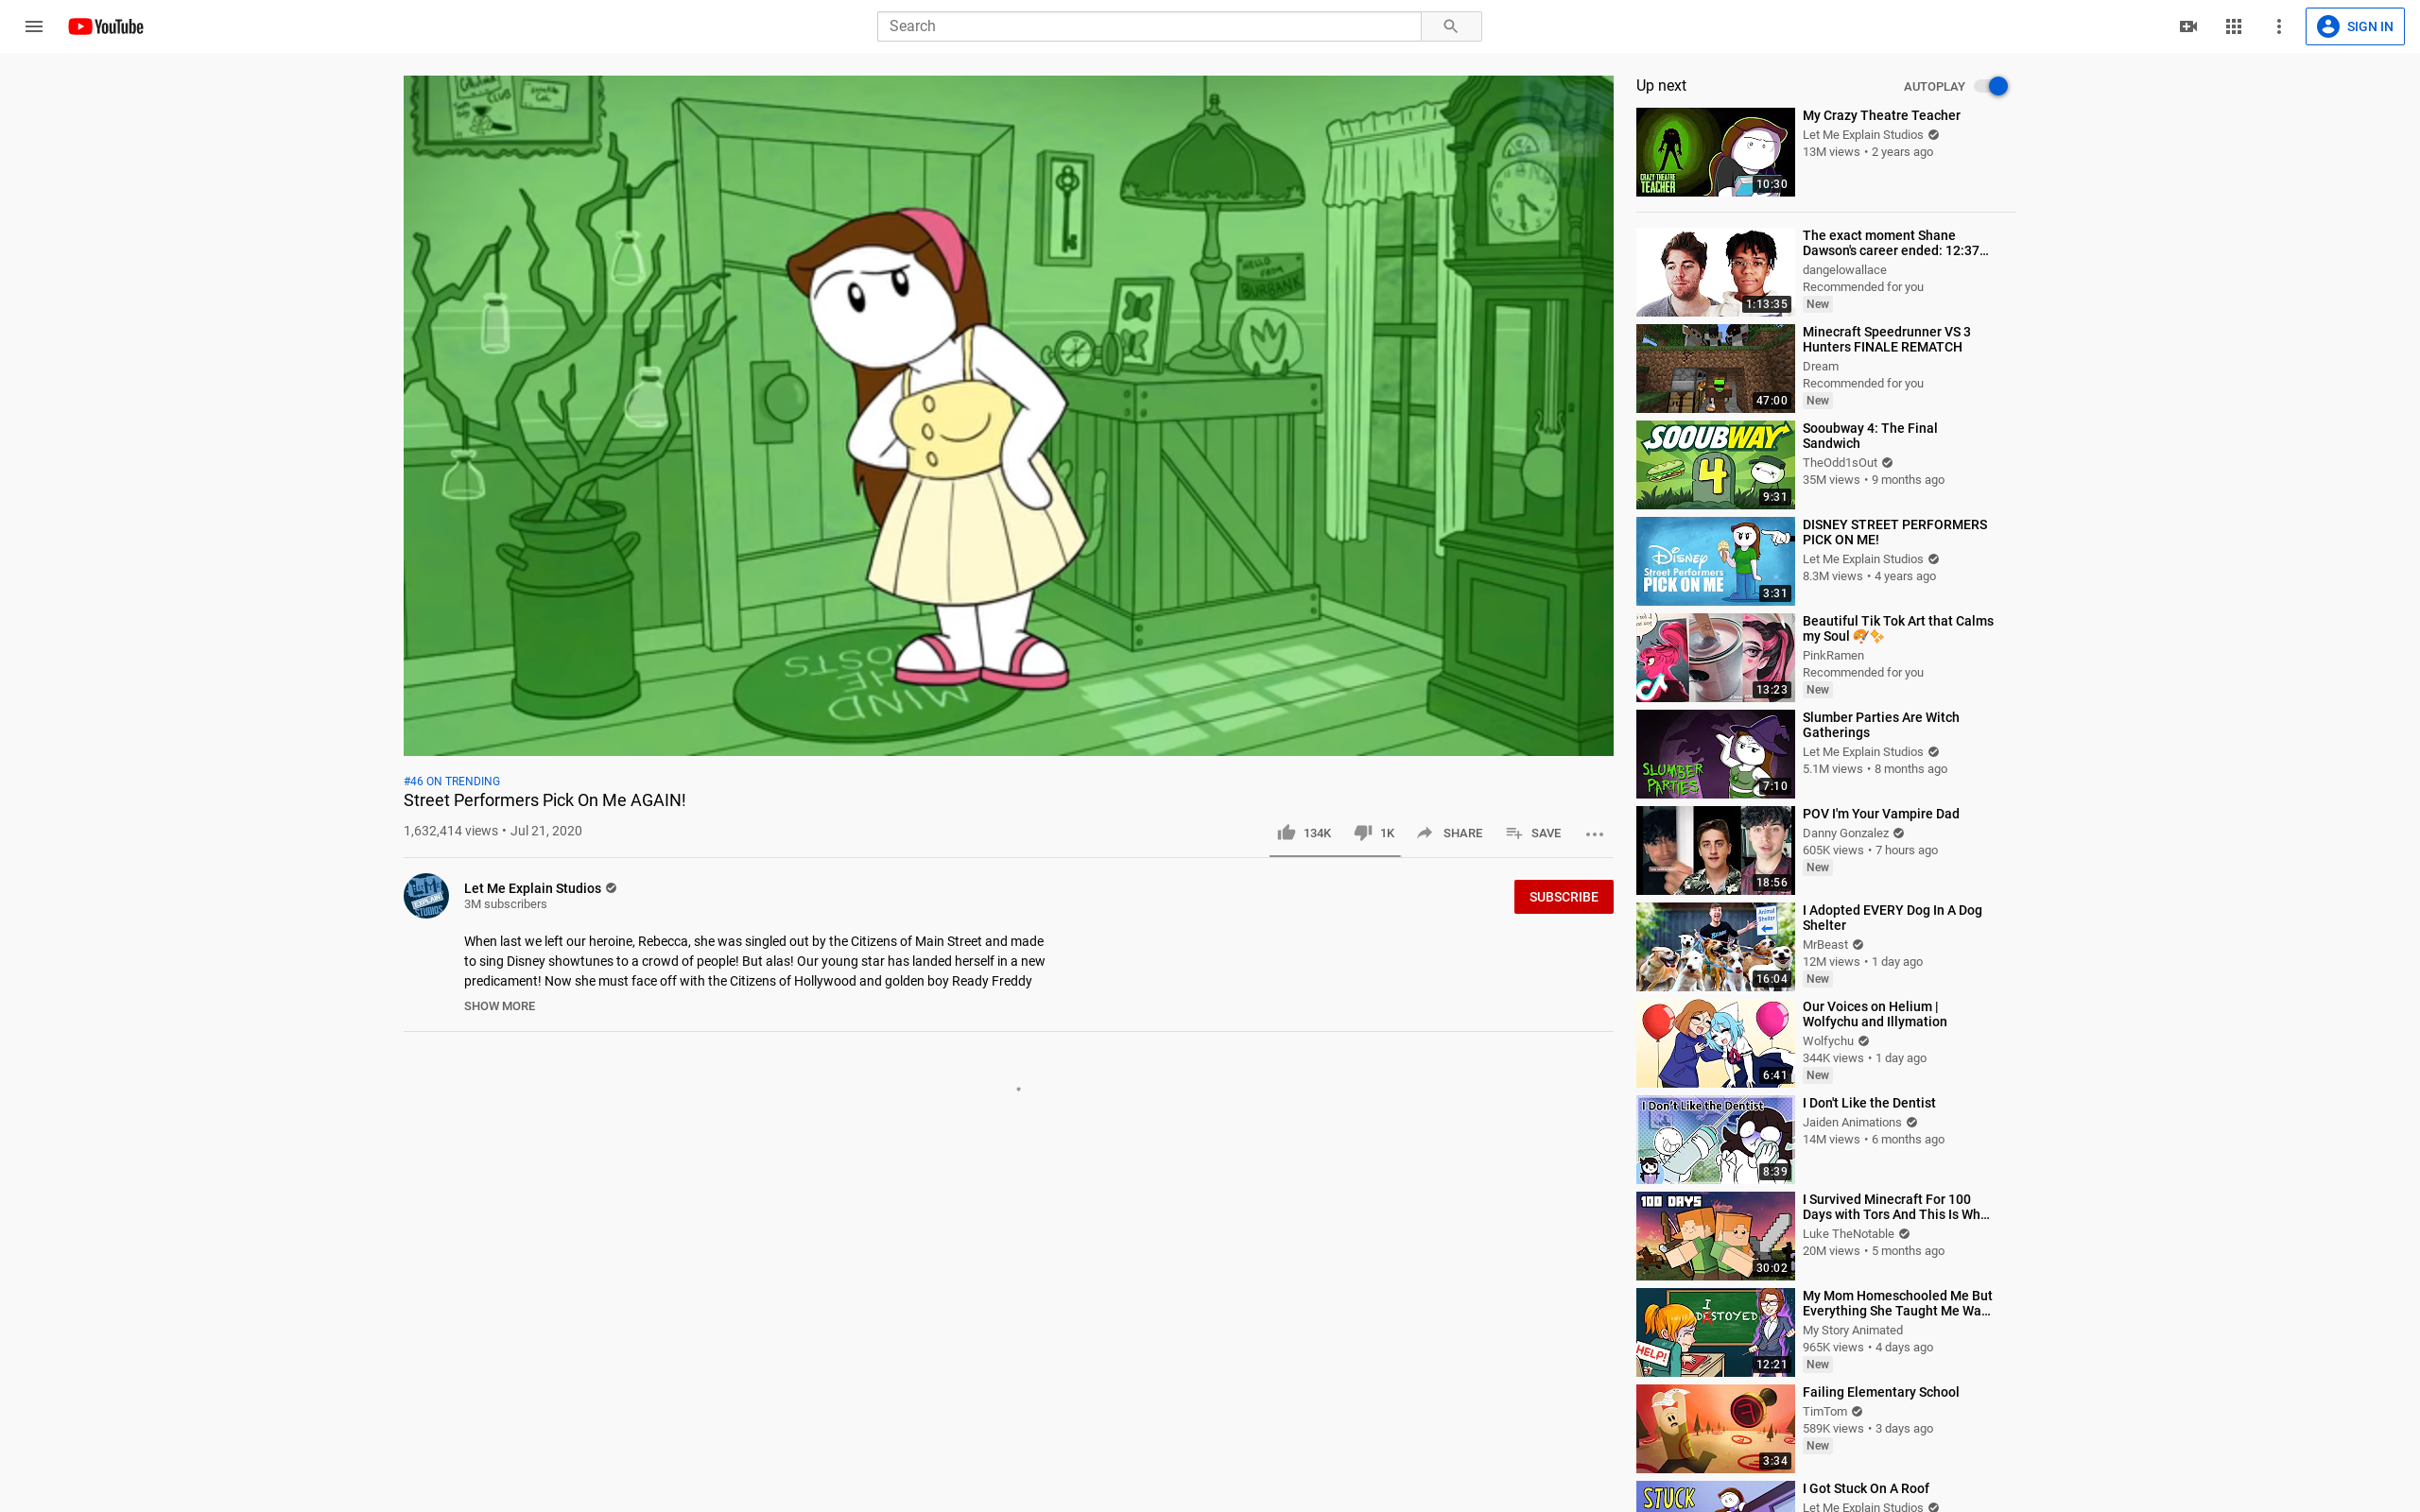 YouTube
Search
SIGN IN
CLUB
HELLO
FROM
BURBANK
HOSTS
THE
MIND
#46 ON TRENDING
Street Performers Pick On Me AGAIN!
1,632,414 views • Jul 21, 2020
134K
1K
SHARE
SAVE
Let Me Explain Studios
3M subscribers
SUBSCRIBE
When last we left our heroine, Rebecca, she was singled out by the Citizens of Main Street and made
to sing Disney showtunes to a crowd of people! But alas! Our young star has landed herself in a new
predicament! Now she must face off with the Citizens of Hollywood and golden boy Ready Freddy
SHOW MORE
Up next
AUTOPLAY
CRAZY THEATRE
TEACHER
10:30
My Crazy Theatre Teacher
Let Me Explain Studios
13M views • 2 years ago
1:13:35
The exact moment Shane
Dawson's career ended: 12:37...
dangelowallace
Recommended for you
New
47:00
Minecraft Speedrunner VS 3
Hunters FINALE REMATCH
Dream
Recommended for you
New
SOOUBWAY
4
9:31
Sooubway 4: The Final
Sandwich
TheOdd1sOut
35M views • 9 months ago
Disney
Street Performers
PICK ON ME
3:31
DISNEY STREET PERFORMERS
PICK ON ME!
Let Me Explain Studios
8.3M views • 4 years ago
13:23
Beautiful Tik Tok Art that Calms
my Soul 🎨✨
PinkRamen
Recommended for you
New
SLUMBER
PARTIES
7:10
Slumber Parties Are Witch
Gatherings
Let Me Explain Studios
5.1M views • 8 months ago
18:56
POV I'm Your Vampire Dad
Danny Gonzalez
605K views • 7 hours ago
New
Animal
Shelter
16:04
I Adopted EVERY Dog In A Dog
Shelter
MrBeast
12M views • 1 day ago
New
6:41
Our Voices on Helium |
Wolfychu and Illymation
Wolfychu
344K views • 1 day ago
New
I Don't Like the Dentist
8:39
I Don't Like the Dentist
Jaiden Animations
14M views • 6 months ago
100 DAYS
30:02
I Survived Minecraft For 100
Days with Tors And This Is Wh...
Luke TheNotable
20M views • 5 months ago
I
DESTOYED
HELP!
12:21
My Mom Homeschooled Me But
Everything She Taught Me Wa...
My Story Animated
965K views • 4 days ago
New
3:34
Failing Elementary School
TimTom
589K views • 3 days ago
New
STUCK
I Got Stuck On A Roof
Let Me Explain Studios